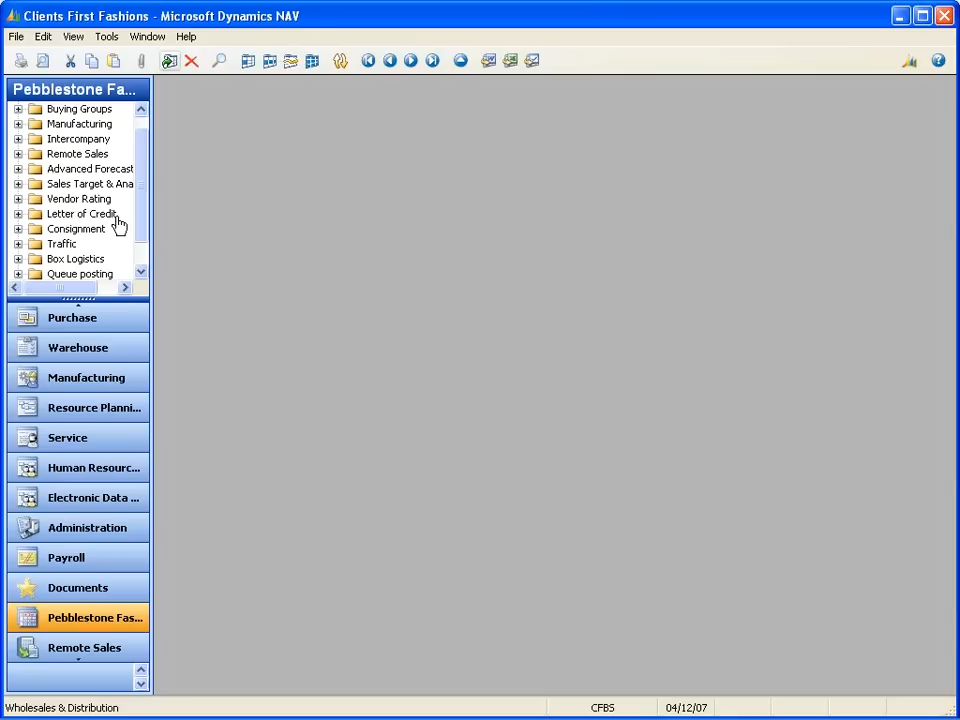 Clients First Fashions - Microsoft Dynamics NAV
File Edit View Tools Window Help
Pebblestone Fa...
Buying Groups
Manufacturing
Intercompany
Remote Sales
Advanced Forecast
Sales Target & Ana
Vendor Rating
Letter of Credit
Consignment
Traffic
Box Logistics
Queue posting
Purchase
Warehouse
Manufacturing
Resource Planni...
Service
Human Resourc...
Electronic Data ...
Administration
Payroll
Documents
Pebblestone Fas...
Remote Sales
Wholesales & Distribution CFBS 04/12/07